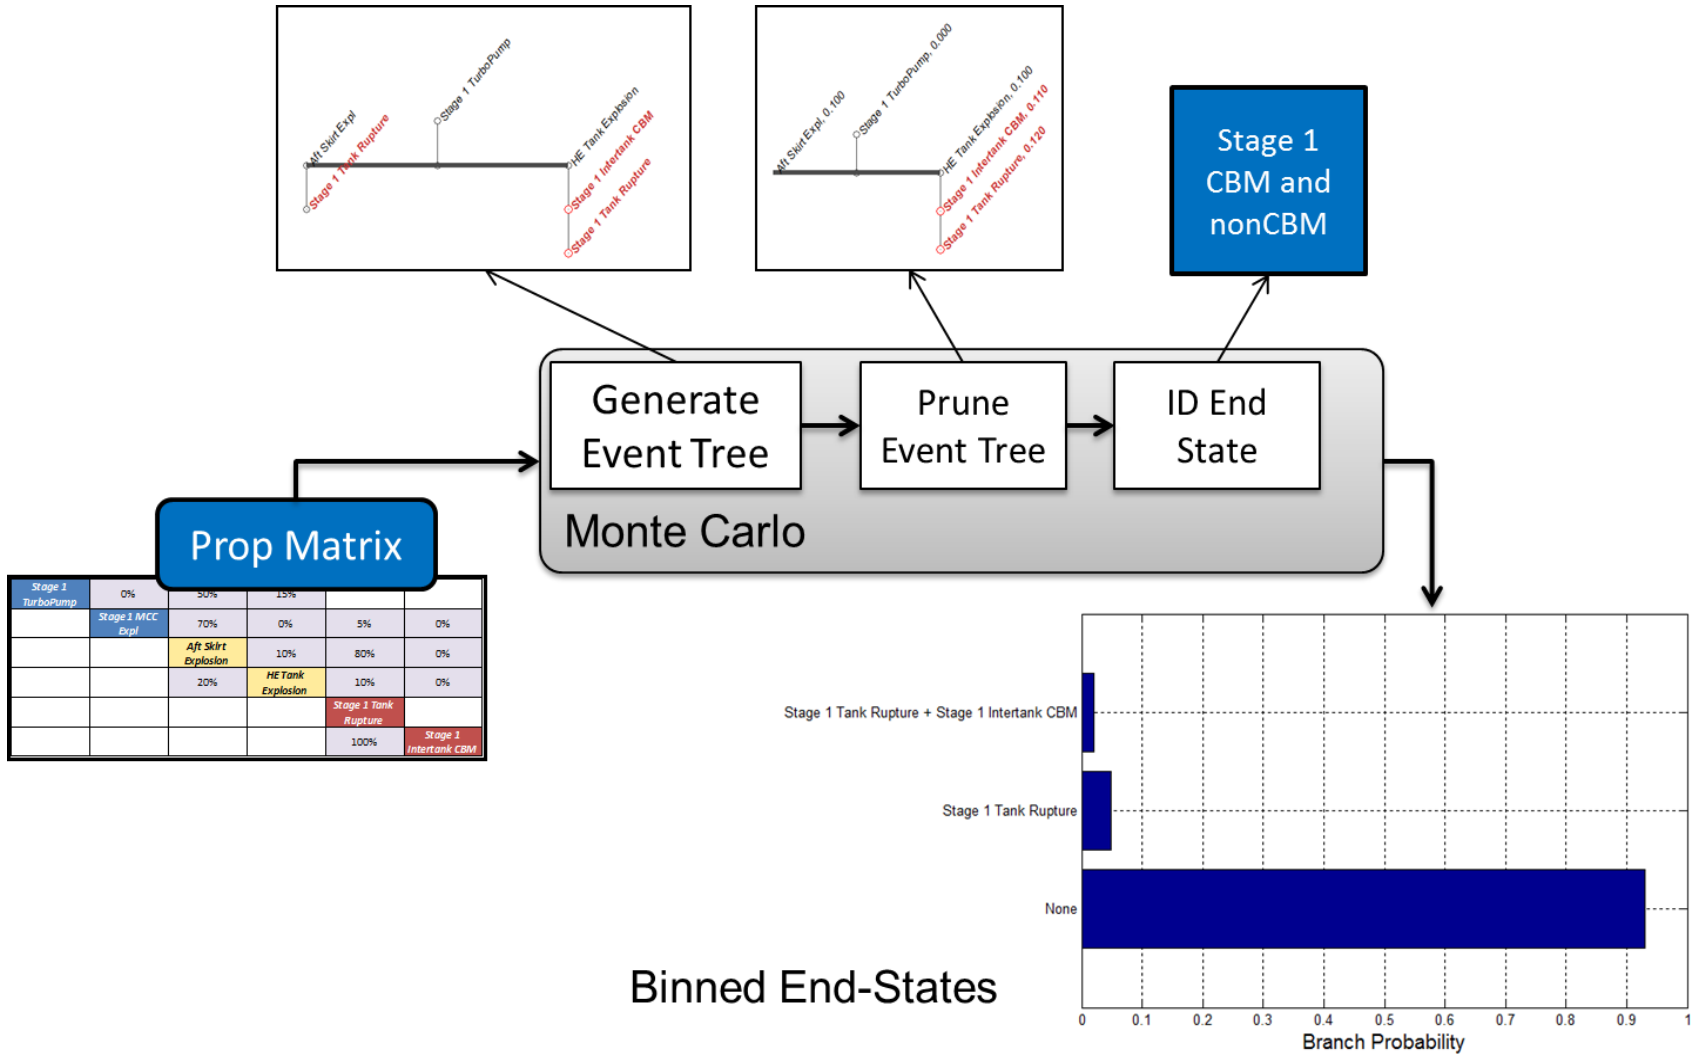 Aft Skirt Expl
Stage 1 Tank Rupture
Stage 1 TurboPump
HE Tank Explosion
Stage 1 Intertank CBM
Stage 1 Tank Rupture
Aft Skirt Expl, 0.100
Stage 1 TurboPump, 0.000
HE Tank Explosion, 0.100
Stage 1 Intertank CBM, 0.110
Stage 1 Tank Rupture, 0.120
Stage 1
CBM and
nonCBM
Generate
Event Tree
Prune
Event Tree
ID End
State
Monte Carlo
Prop Matrix
Stage 1
TurboPump
0%
50%
15%
Stage 1 MCC
Expl
70%
0%
5%
0%
Aft Skirt
Explosion
10%
80%
0%
20%
HE Tank
Explosion
10%
0%
Stage 1 Tank
Rupture
100%
Stage 1
Intertank CBM
Stage 1 Tank Rupture + Stage 1 Intertank CBM
Stage 1 Tank Rupture
None
0 0.1 0.2 0.3 0.4 0.5 0.6 0.7 0.8 0.9 1
Branch Probability
Binned End-States